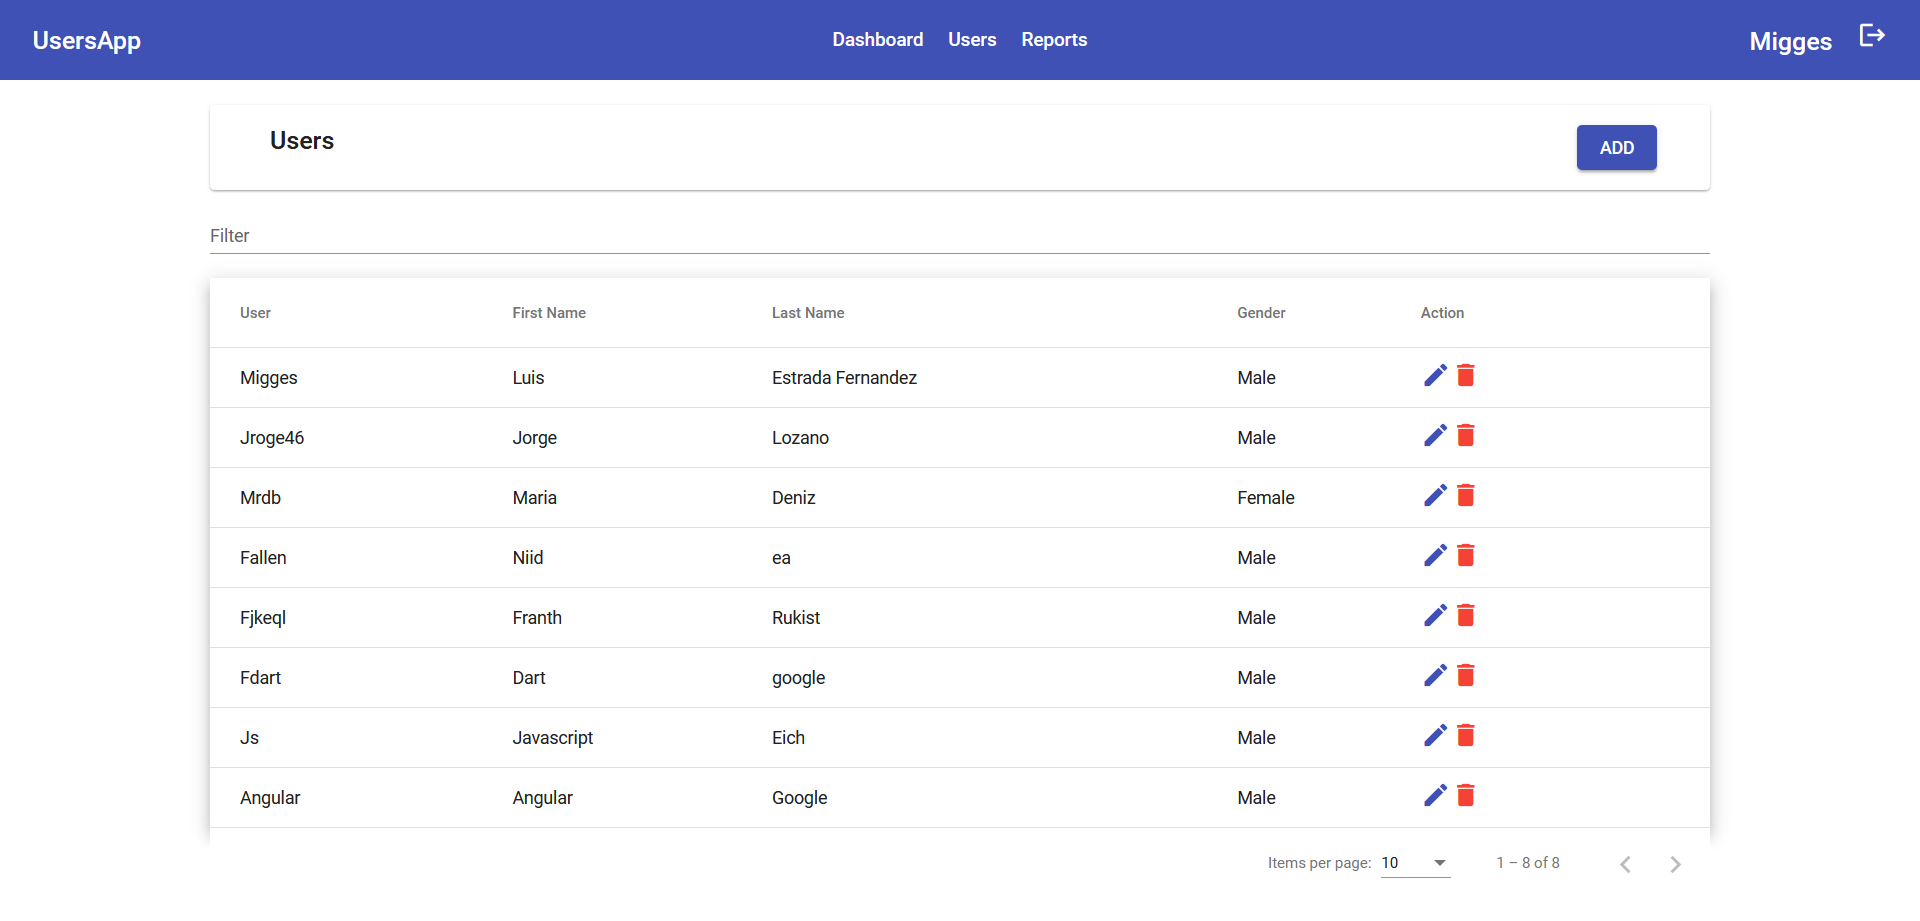 UsersApp Dashboard Users Reports Migges
Users ADD
Filter
User First Name Last Name Gender Action
Migges Luis Estrada Fernandez Male
Jroge46 Jorge Lozano Male
Mrdb Maria Deniz Female
Fallen Niid ea Male
Fjkeql Franth Rukist Male
Fdart Dart google Male
Js Javascript Eich Male
Angular Angular Google Male
Items per page: 10 1 – 8 of 8